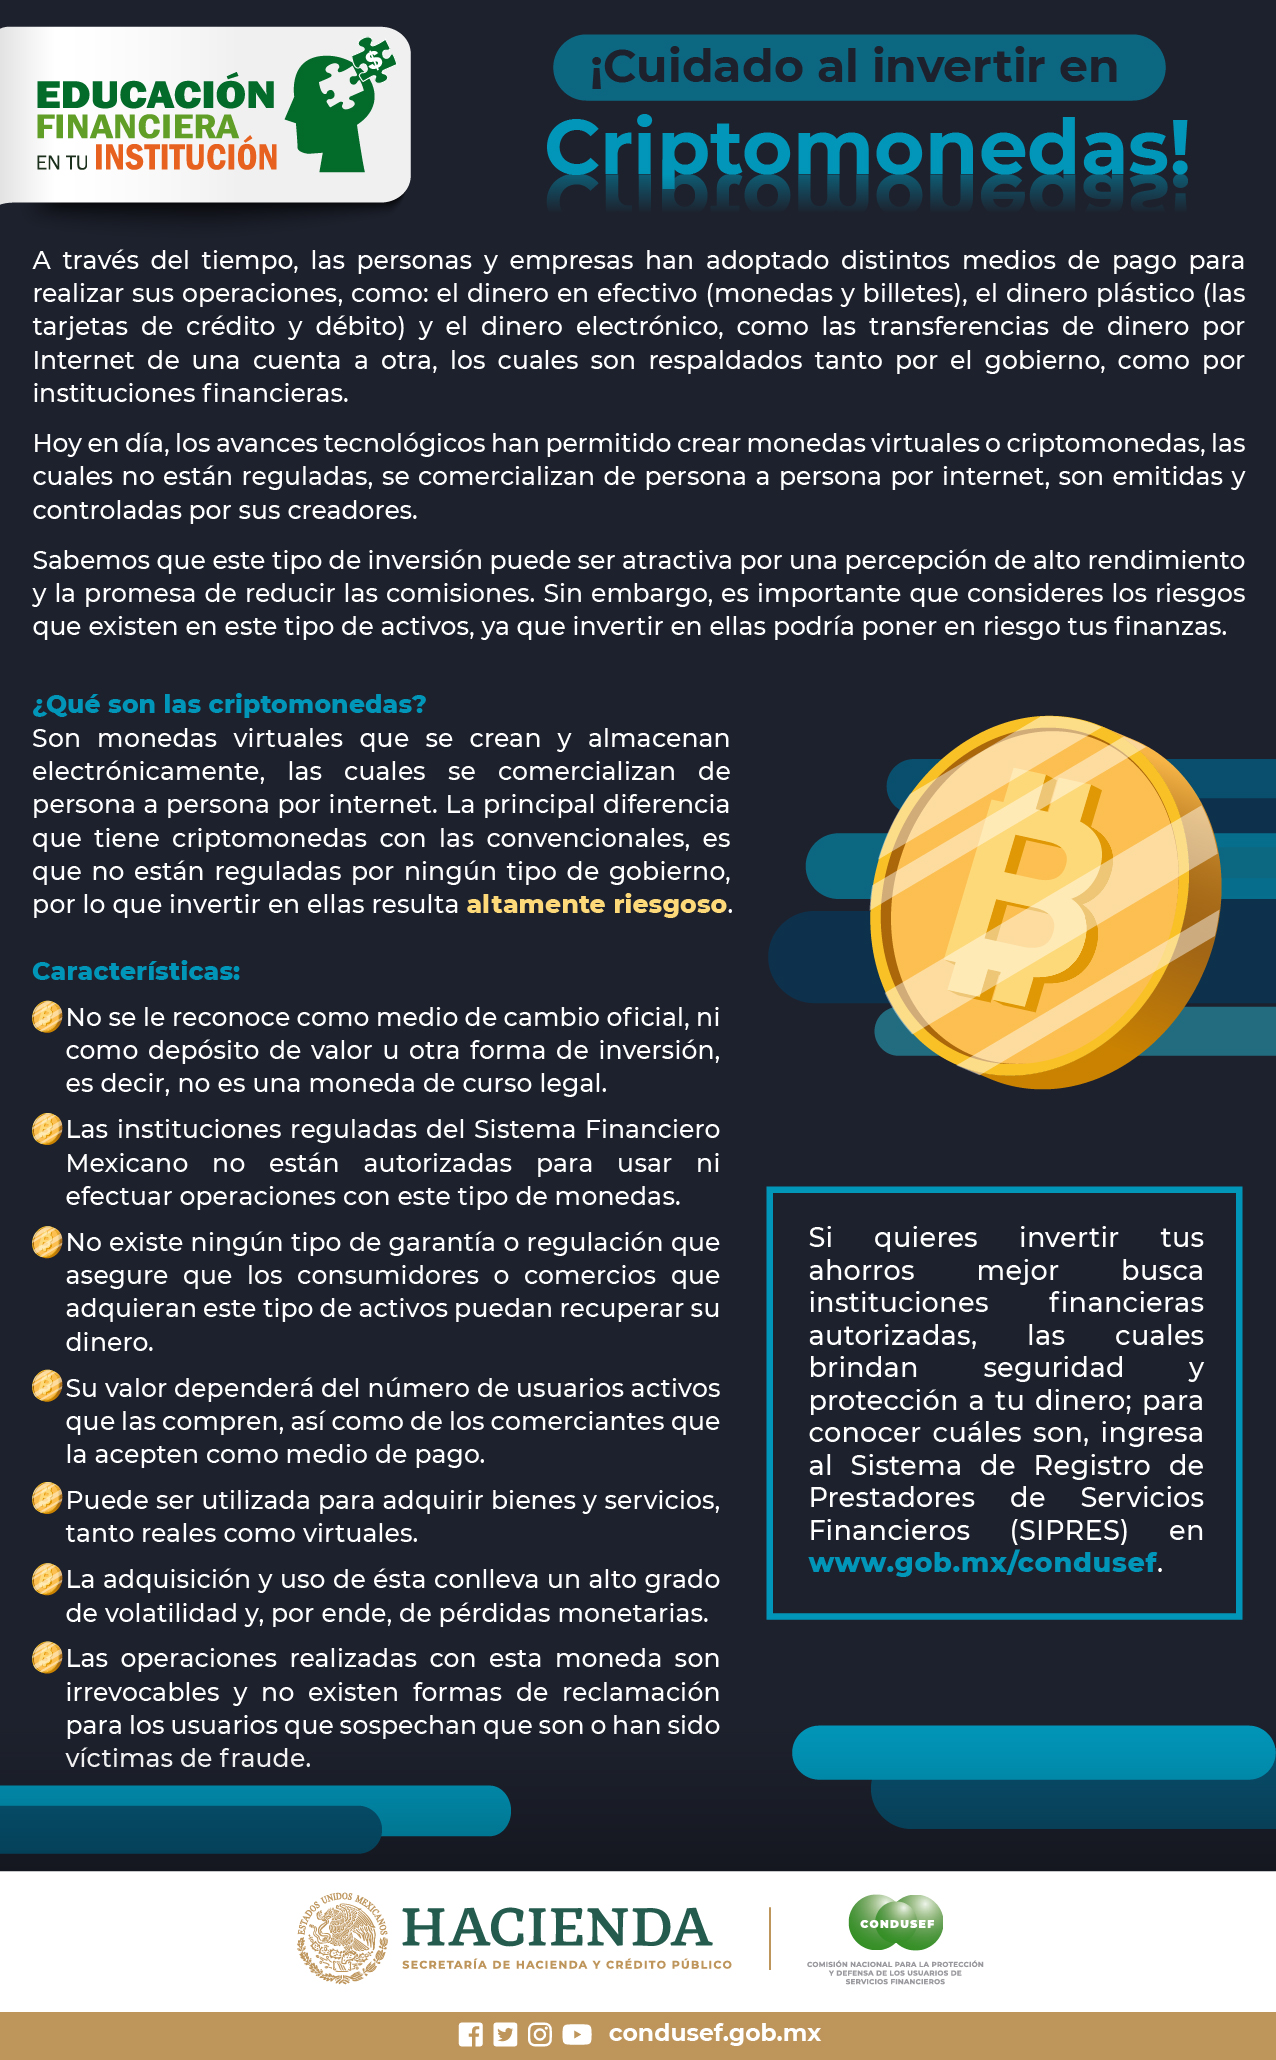 EDUCACIÓN
FINANCIERA
EN TU INSTITUCIÓN
$
¡Cuidado al invertir en
Criptomonedas!
A través del tiempo, las personas y empresas han adoptado distintos medios de pago para
realizar sus operaciones, como: el dinero en efectivo (monedas y billetes), el dinero plástico (las
tarjetas de crédito y débito) y el dinero electrónico, como las transferencias de dinero por
Internet de una cuenta a otra, los cuales son respaldados tanto por el gobierno, como por
instituciones financieras.
Hoy en día, los avances tecnológicos han permitido crear monedas virtuales o criptomonedas, las
cuales no están reguladas, se comercializan de persona a persona por internet, son emitidas y
controladas por sus creadores.
Sabemos que este tipo de inversión puede ser atractiva por una percepción de alto rendimiento
y la promesa de reducir las comisiones. Sin embargo, es importante que consideres los riesgos
que existen en este tipo de activos, ya que invertir en ellas podría poner en riesgo tus finanzas.
¿Qué son las criptomonedas?
Son monedas virtuales que se crean y almacenan
electrónicamente, las cuales se comercializan de
persona a persona por internet. La principal diferencia
que tiene criptomonedas con las convencionales, es
que no están reguladas por ningún tipo de gobierno,
por lo que invertir en ellas resulta altamente riesgoso.
Características:
No se le reconoce como medio de cambio oficial, ni
como depósito de valor u otra forma de inversión,
es decir, no es una moneda de curso legal.
Las instituciones reguladas del Sistema Financiero
Mexicano no están autorizadas para usar ni
efectuar operaciones con este tipo de monedas.
No existe ningún tipo de garantía o regulación que
asegure que los consumidores o comercios que
adquieran este tipo de activos puedan recuperar su
dinero.
Su valor dependerá del número de usuarios activos
que las compren, así como de los comerciantes que
la acepten como medio de pago.
Puede ser utilizada para adquirir bienes y servicios,
tanto reales como virtuales.
La adquisición y uso de ésta conlleva un alto grado
de volatilidad y, por ende, de pérdidas monetarias.
Las operaciones realizadas con esta moneda son
irrevocables y no existen formas de reclamación
para los usuarios que sospechan que son o han sido
víctimas de fraude.
Si quieres invertir tus
ahorros mejor busca
instituciones financieras
autorizadas, las cuales
brindan seguridad y
protección a tu dinero; para
conocer cuáles son, ingresa
al Sistema de Registro de
Prestadores de Servicios
Financieros (SIPRES) en
www.gob.mx/condusef.
ESTADOS UNIDOS MEXICANOS
HACIENDA
SECRETARÍA DE HACIENDA Y CRÉDITO PÚBLICO
CONDUSEF
COMISIÓN NACIONAL PARA LA PROTECCIÓN
Y DEFENSA DE LOS USUARIOS DE
SERVICIOS FINANCIEROS
condusef.gob.mx